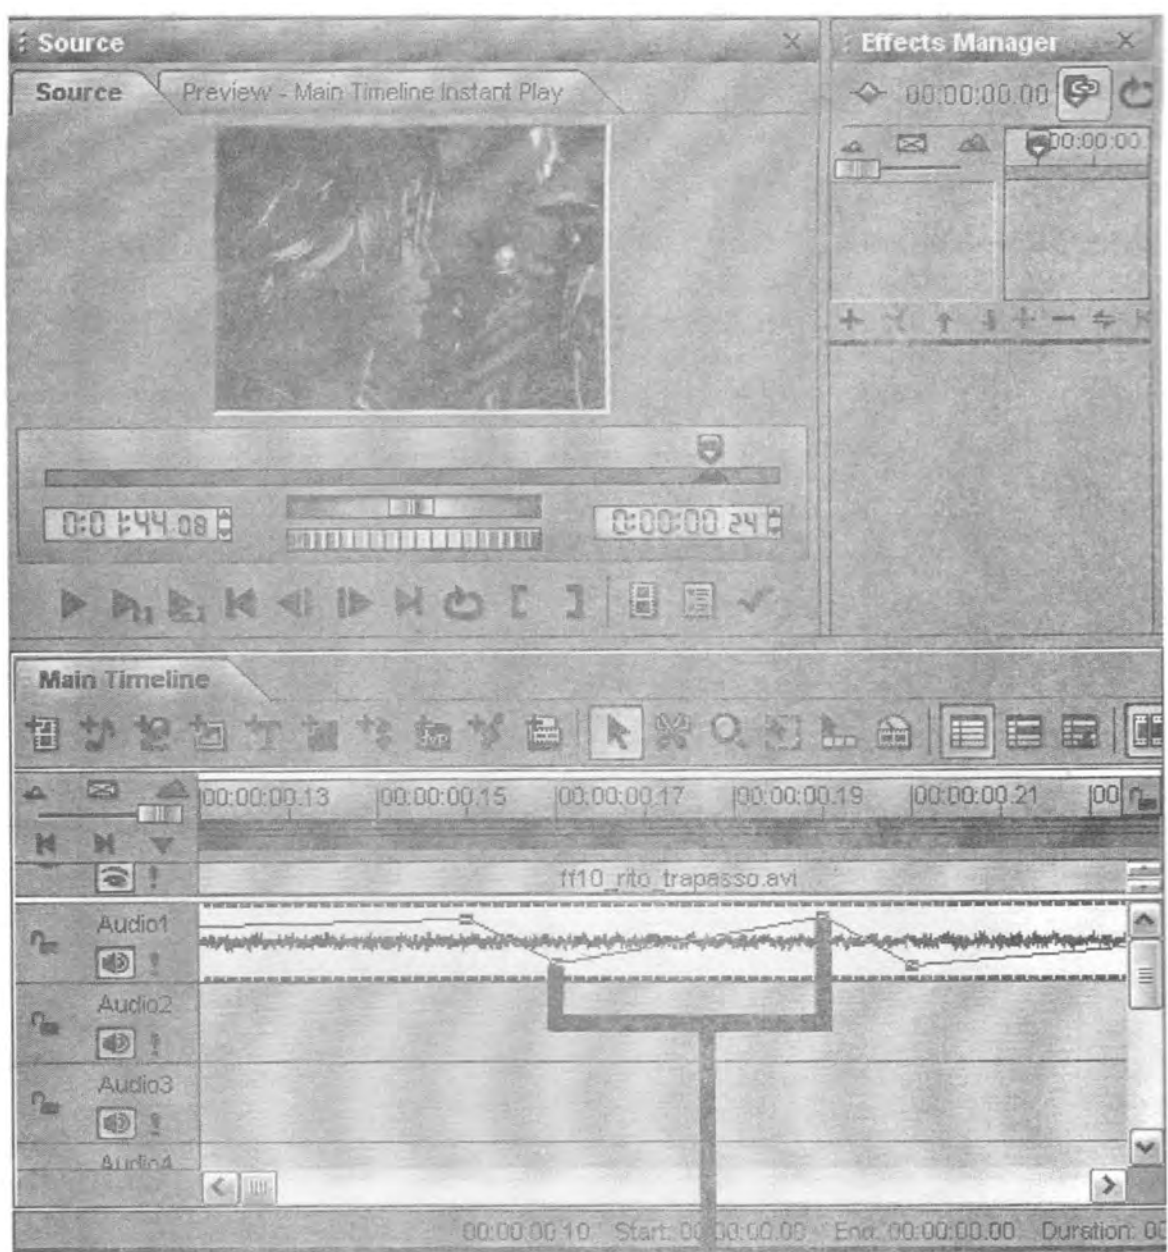 Source
Effects Manager
Source
Preview - Main Timeline Instant Play
00:00:00.00
00:00:00.
0:01:44.08
0:00:00.24
Main Timeline
00:00:00.13
00:00:00.15
00:00:00.17
00:00:00.19
00:00:00.21
00
ff10_rito_trapasso.avi
Audio1
Audio2
Audio3
Audio4
00:00:00.10
Start:
End: 00:00:00.00
Duration: 00